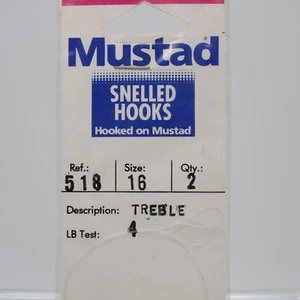 Mustad
SNELLED
HOOKS
Hooked on Mustad
Ref.: Size: Qty.:
518 16 2
Description: TREBLE
LB Test: 4